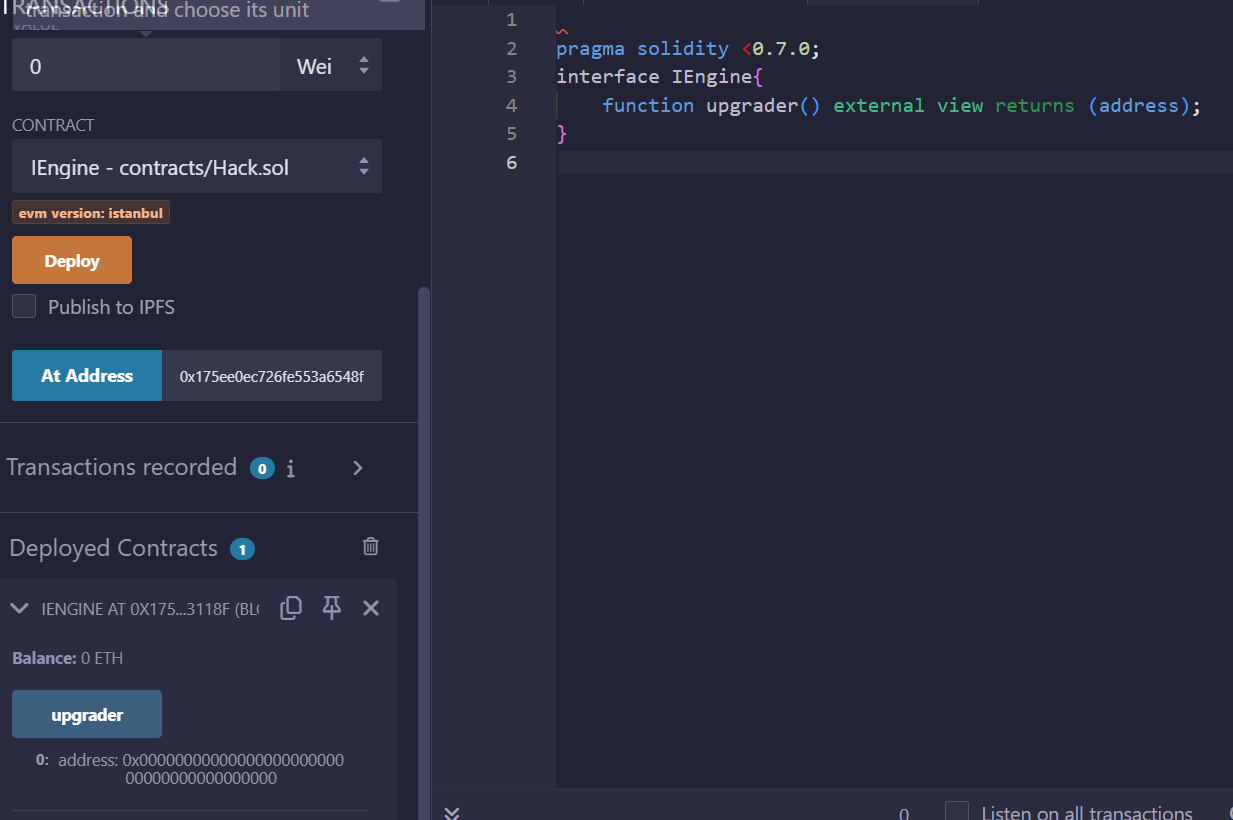 TRANSACTIONS
transaction and choose its unit
VALUE
0
Wei
CONTRACT
IEngine - contracts/Hack.sol
evm version: istanbul
Deploy
Publish to IPFS
At Address
0x175ee0ec726fe553a6548f
Transactions recorded 0 i
Deployed Contracts 1
IENGINE AT 0X175...3118F (BLO
Balance: 0 ETH
upgrader
0: address: 0x00000000000000000000000
00000000000000000
1
2 pragma solidity <0.7.0;
3 interface IEngine{
4 function upgrader() external view returns (address);
5 }
6
0
Listen on all transactions